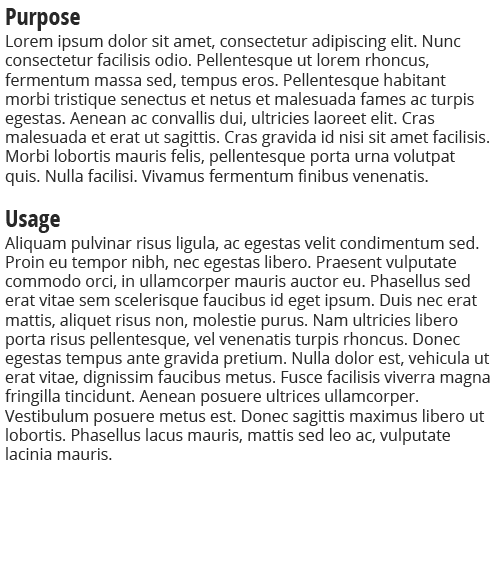 Purpose
Lorem ipsum dolor sit amet, consectetur adipiscing elit. Nunc
consectetur facilisis odio. Pellentesque ut lorem rhoncus,
fermentum massa sed, tempus eros. Pellentesque habitant
morbi tristique senectus et netus et malesuada fames ac turpis
egestas. Aenean ac convallis dui, ultricies laoreet elit. Cras
malesuada et erat ut sagittis. Cras gravida id nisi sit amet facilisis.
Morbi lobortis mauris felis, pellentesque porta urna volutpat
quis. Nulla facilisi. Vivamus fermentum finibus venenatis.
Usage
Aliquam pulvinar risus ligula, ac egestas velit condimentum sed.
Proin eu tempor nibh, nec egestas libero. Praesent vulputate
commodo orci, in ullamcorper mauris auctor eu. Phasellus sed
erat vitae sem scelerisque faucibus id eget ipsum. Duis nec erat
mattis, aliquet risus non, molestie purus. Nam ultricies libero
porta risus pellentesque, vel venenatis turpis rhoncus. Donec
egestas tempus ante gravida pretium. Nulla dolor est, vehicula ut
erat vitae, dignissim faucibus metus. Fusce facilisis viverra magna
fringilla tincidunt. Aenean posuere ultrices ullamcorper.
Vestibulum posuere metus est. Donec sagittis maximus libero ut
lobortis. Phasellus lacus mauris, mattis sed leo ac, vulputate
lacinia mauris.